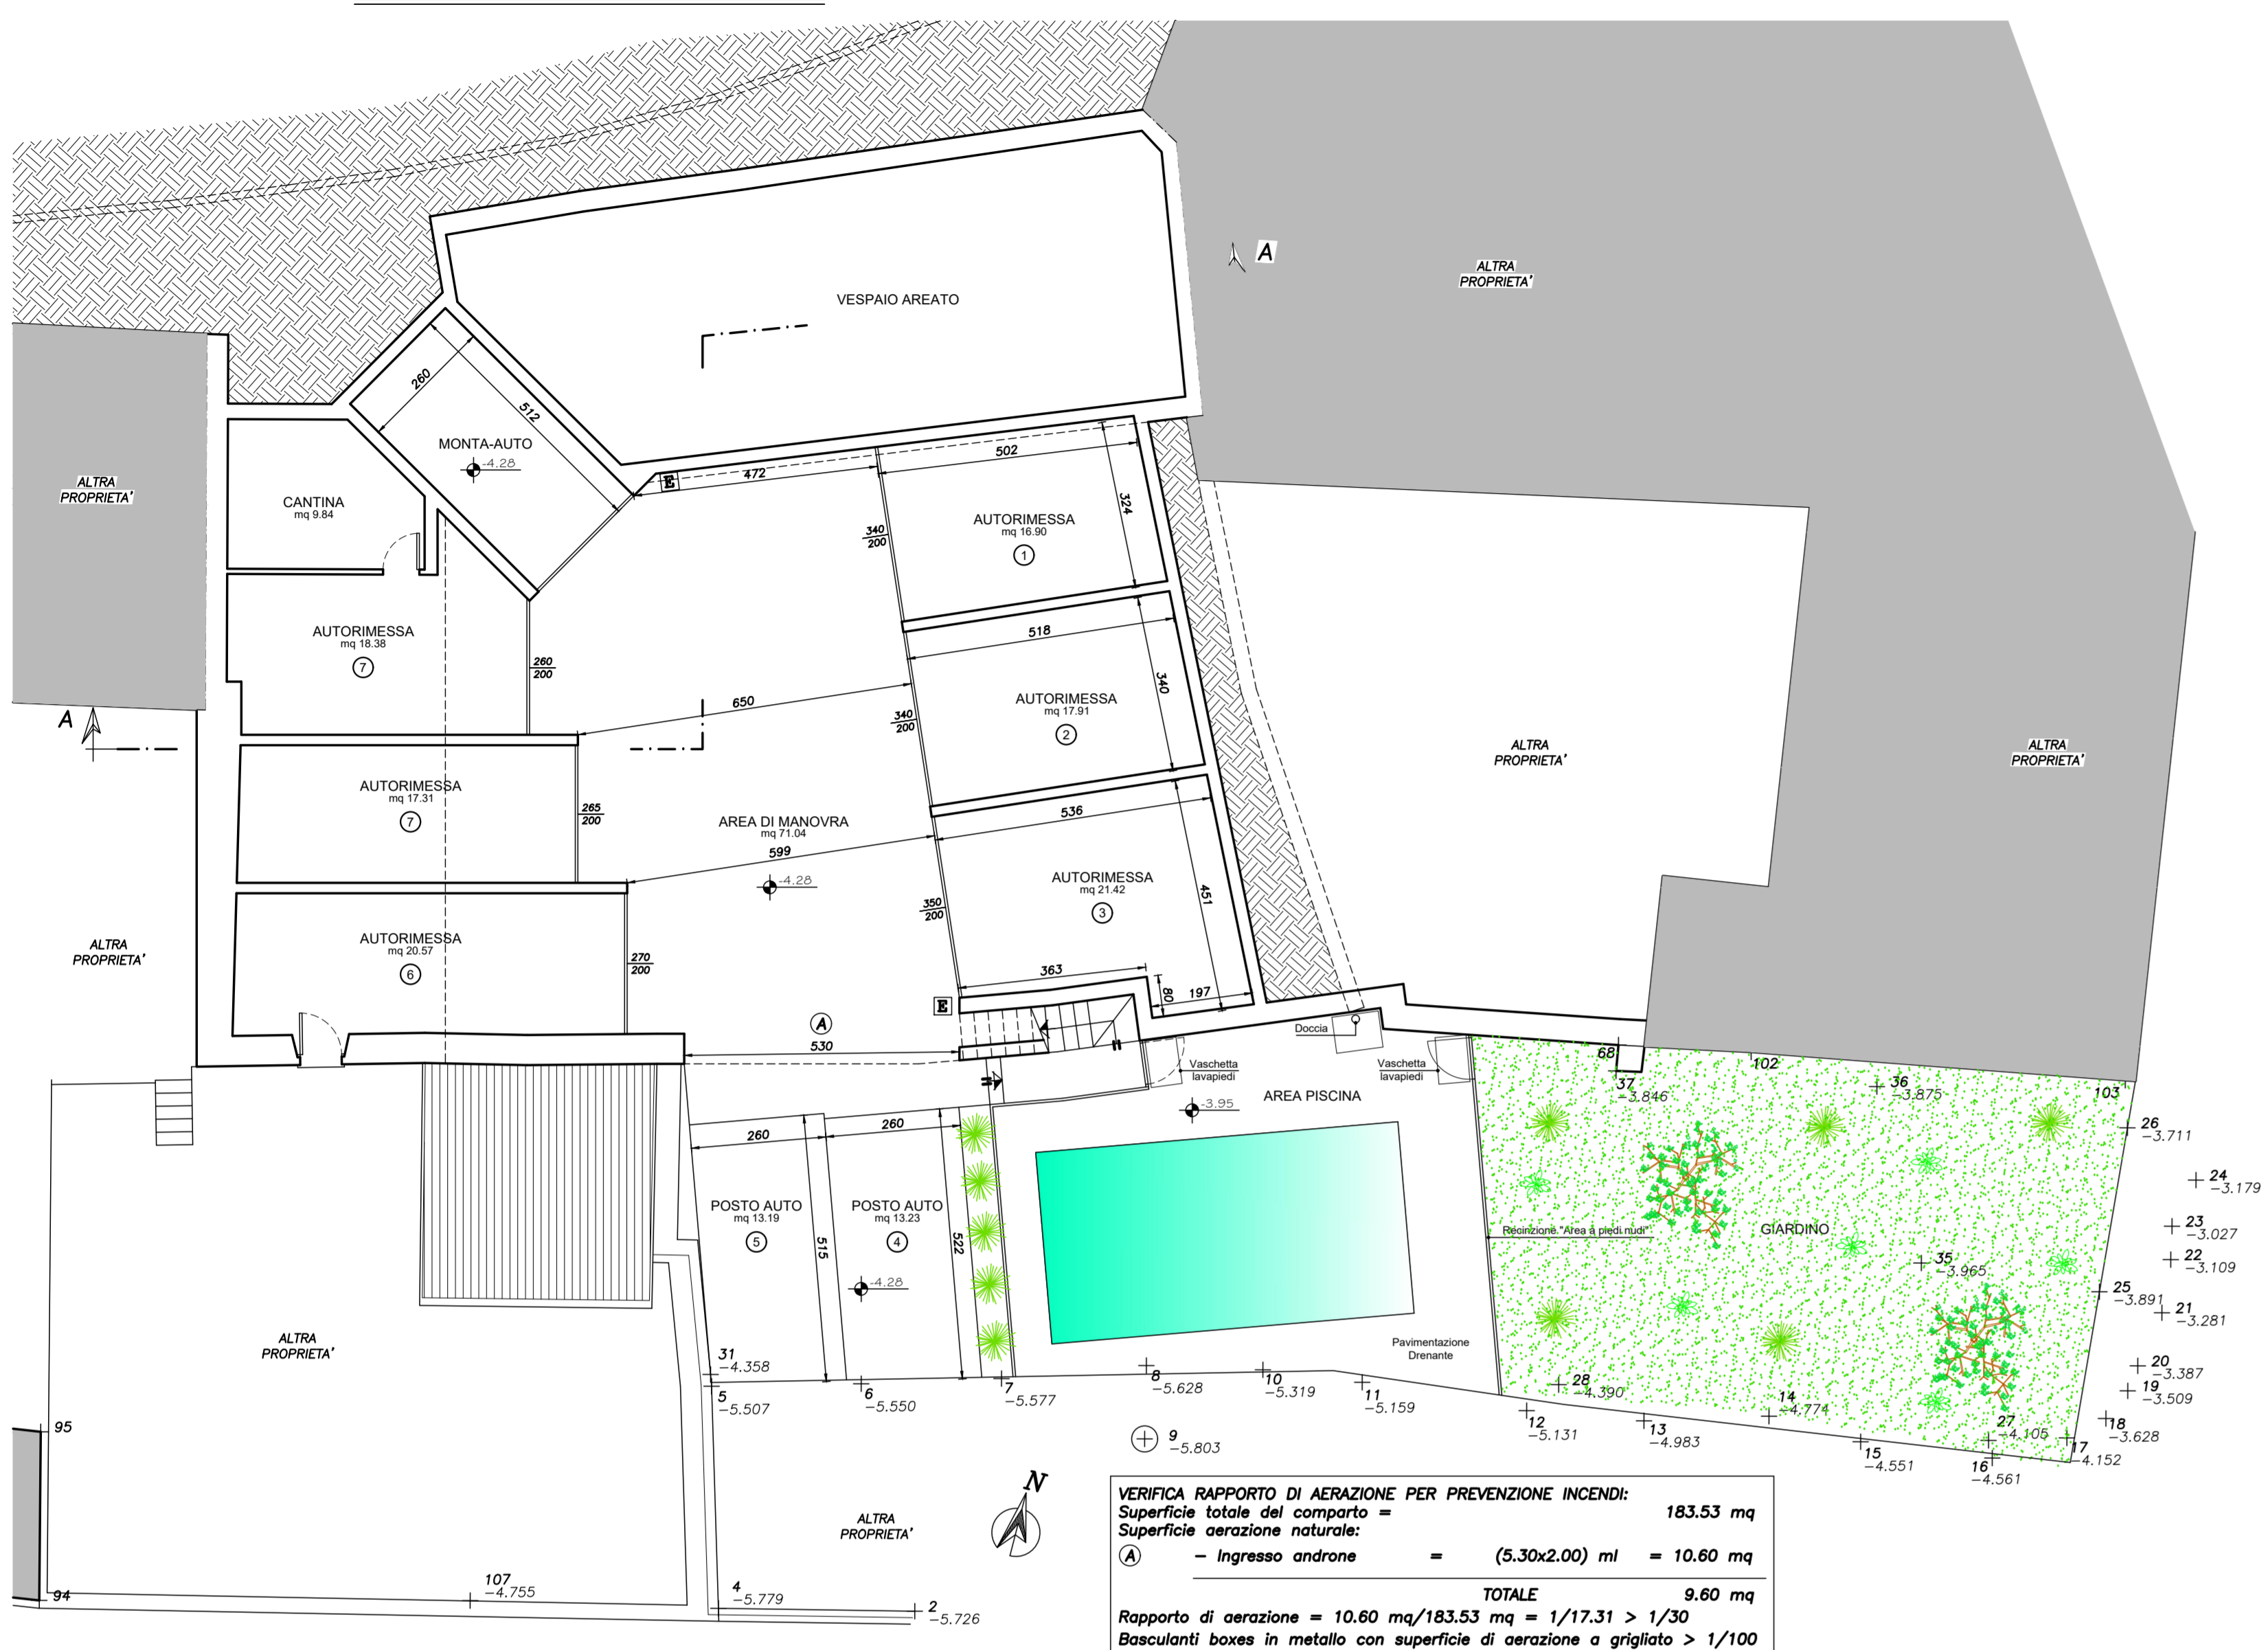 VESPAIO AREATO
A
ALTRA
PROPRIETA'
260
512
MONTA-AUTO
-4.28
E
472
502
324
ALTRA
PROPRIETA'
CANTINA
mq 9.84
AUTORIMESSA
mq 16.90
1
340
200
AUTORIMESSA
mq 18.38
7
260
200
518
340
AUTORIMESSA
mq 17.91
2
650
340
200
A
ALTRA
PROPRIETA'
ALTRA
PROPRIETA'
AUTORIMESSA
mq 17.31
7
265
200
AREA DI MANOVRA
mq 71.04
599
-4.28
536
451
AUTORIMESSA
mq 21.42
3
350
200
ALTRA
PROPRIETA'
AUTORIMESSA
mq 20.57
6
270
200
363
80
197
E
A
530
Doccia
Vaschetta
lavapiedi
Vaschetta
lavapiedi
AREA PISCINA
-3.95
68
37
-3.846
102
36
-3.875
103
26
-3.711
24
-3.179
23
-3.027
22
-3.109
25
-3.891
21
-3.281
20
-3.387
19
-3.509
18
-3.628
17
-4.152
260
260
POSTO AUTO
mq 13.19
5
515
POSTO AUTO
mq 13.23
4
522
-4.28
Recinzione "Area a piedi nudi"
GIARDINO
35
-3.965
Pavimentazione
Drenante
ALTRA
PROPRIETA'
31
-4.358
5
-5.507
6
-5.550
7
-5.577
8
-5.628
10
-5.319
11
-5.159
28
-4.390
12
-5.131
13
-4.983
14
-4.774
15
-4.551
27
-4.105
16
-4.561
9
-5.803
95
94
107
-4.755
4
-5.779
2
-5.726
ALTRA
PROPRIETA'
N
VERIFICA RAPPORTO DI AERAZIONE PER PREVENZIONE INCENDI:
Superficie totale del comparto = 183.53 mq
Superficie aerazione naturale:
A - Ingresso androne = (5.30x2.00) ml = 10.60 mq
TOTALE 9.60 mq
Rapporto di aerazione = 10.60 mq/183.53 mq = 1/17.31 > 1/30
Basculanti boxes in metallo con superficie di aerazione a grigliato > 1/100